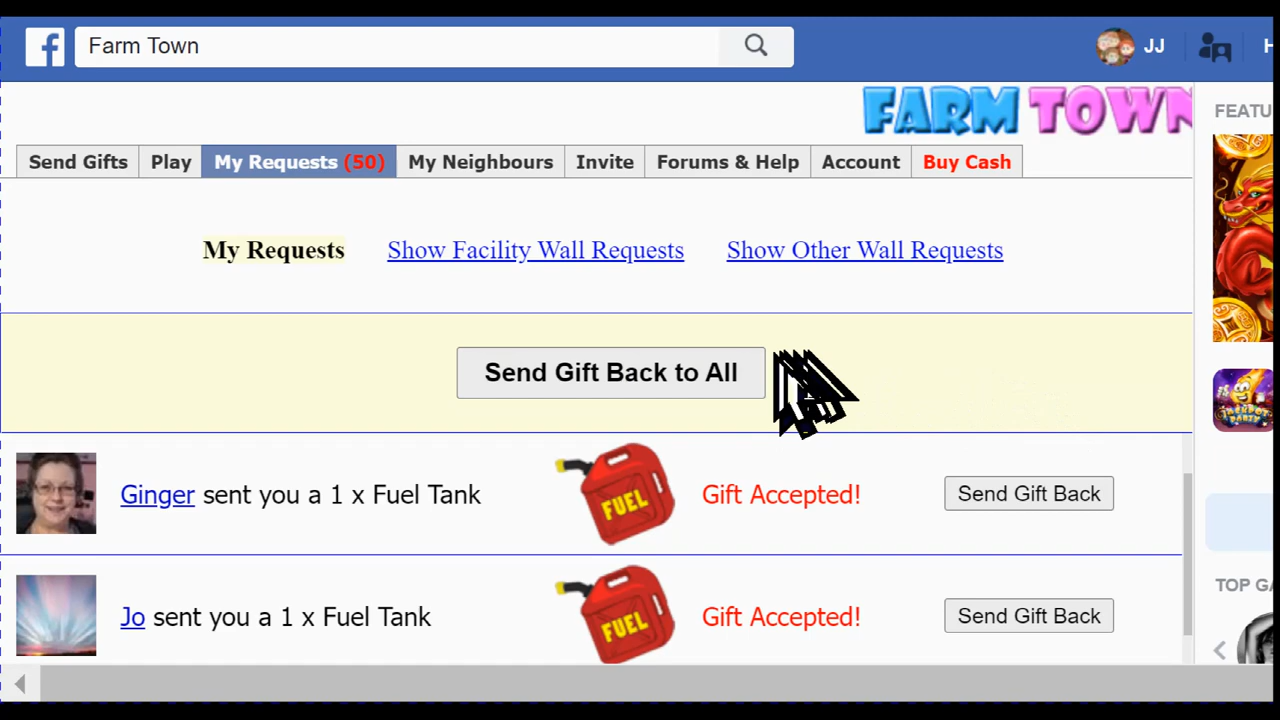 Farm Town
JJ
H
FARM TOWN
FEATU
Send Gifts
Play
My Requests (50)
My Neighbours
Invite
Forums & Help
Account
Buy Cash
My Requests
Show Facility Wall Requests
Show Other Wall Requests
Send Gift Back to All
Ginger sent you a 1 x Fuel Tank
FUEL
Gift Accepted!
Send Gift Back
TOP GA
Jo sent you a 1 x Fuel Tank
FUEL
Gift Accepted!
Send Gift Back